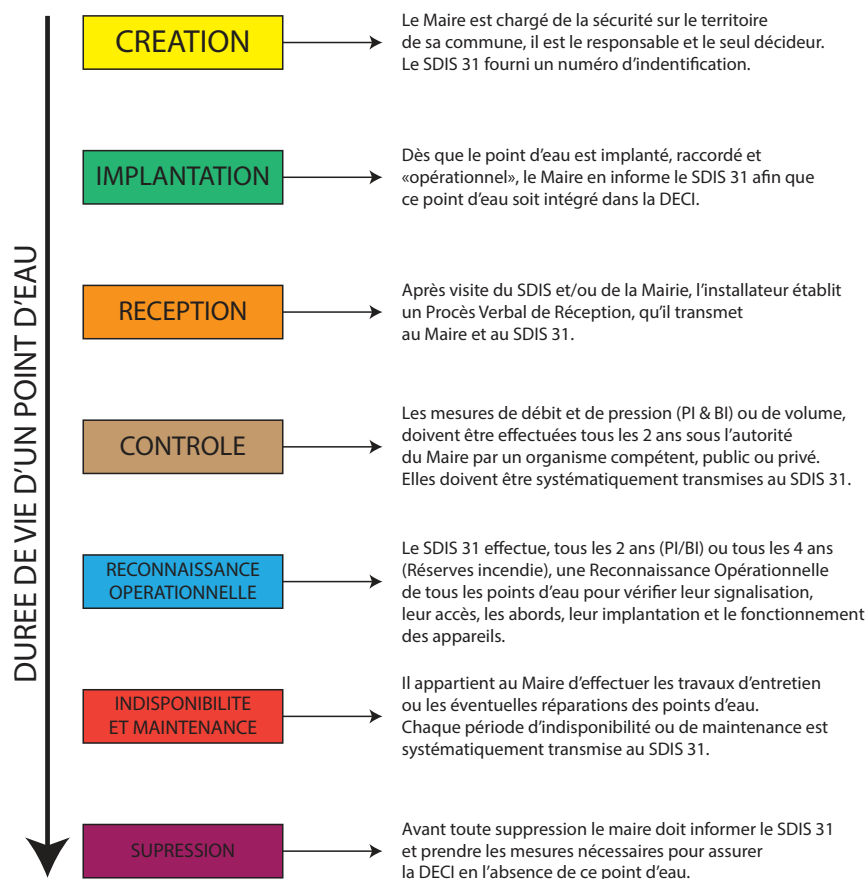 DUREE DE VIE D'UN POINT D'EAU
CREATION
Le Maire est chargé de la sécurité sur le territoire
de sa commune, il est le responsable et le seul décideur.
Le SDIS 31 fourni un numéro d'indentification.
IMPLANTATION
Dès que le point d'eau est implanté, raccordé et
«opérationnel», le Maire en informe le SDIS 31 afin que
ce point d'eau soit intégré dans la DECI.
RECEPTION
Après visite du SDIS et/ou de la Mairie, l'installateur établit
un Procès Verbal de Réception, qu'il transmet
au Maire et au SDIS 31.
CONTROLE
Les mesures de débit et de pression (PI & BI) ou de volume,
doivent être effectuées tous les 2 ans sous l'autorité
du Maire par un organisme compétent, public ou privé.
Elles doivent être systématiquement transmises au SDIS 31.
RECONNAISSANCE
OPERATIONNELLE
Le SDIS 31 effectue, tous les 2 ans (PI/BI) ou tous les 4 ans
(Réserves incendie), une Reconnaissance Opérationnelle
de tous les points d'eau pour vérifier leur signalisation,
leur accès, les abords, leur implantation et le fonctionnement
des appareils.
INDISPONIBILITE
ET MAINTENANCE
Il appartient au Maire d'effectuer les travaux d'entretien
ou les éventuelles réparations des points d'eau.
Chaque période d'indisponibilité ou de maintenance est
systématiquement transmise au SDIS 31.
SUPRESSION
Avant toute suppression le maire doit informer le SDIS 31
et prendre les mesures nécessaires pour assurer
la DECI en l'absence de ce point d'eau.